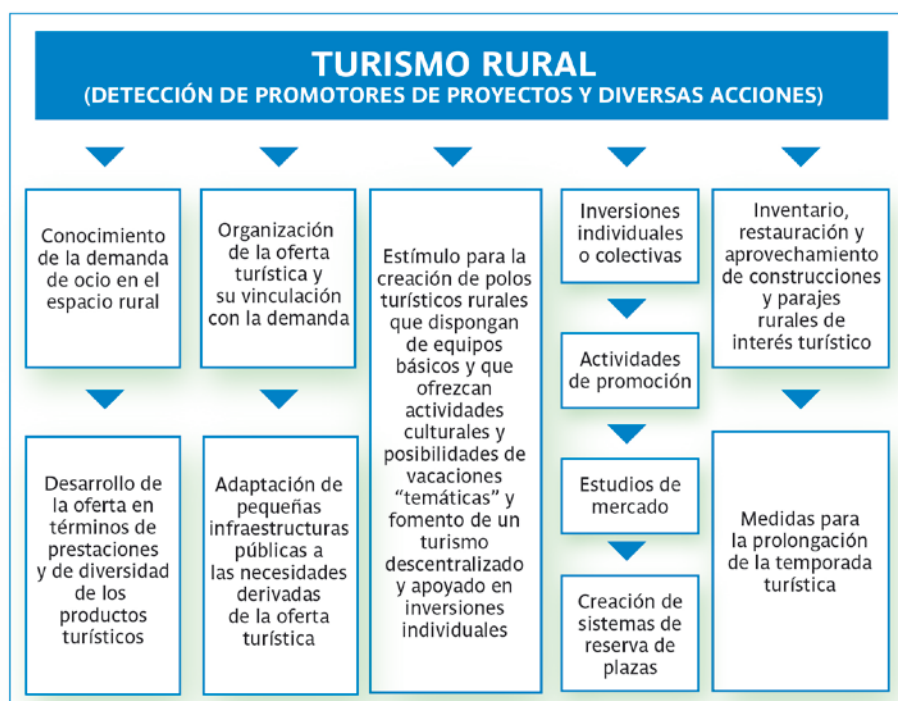 TURISMO RURAL
(DETECCIÓN DE PROMOTORES DE PROYECTOS Y DIVERSAS ACCIONES)
Conocimiento
de la demanda
de ocio en el
espacio rural
Desarrollo de
la oferta en
términos de
prestaciones
y de diversidad
de los
productos
turísticos
Organización
de la oferta
turística y
su vinculación
con la demanda
Adaptación de
pequeñas
infraestructuras
públicas a
las necesidades
derivadas
de la oferta
turística
Estímulo para la
creación de polos
turísticos rurales
que dispongan
de equipos
básicos y que
ofrezcan
actividades
culturales y
posibilidades de
vacaciones
“temáticas” y
fomento de un
turismo
descentralizado
y apoyado en
inversiones
individuales
Inversiones
individuales
o colectivas
Actividades
de promoción
Estudios de
mercado
Creación de
sistemas de
reserva de
plazas
Inventario,
restauración y
aprovechamiento
de construcciones
y parajes
rurales de
interés turístico
Medidas para
la prolongación
de la temporada
turística